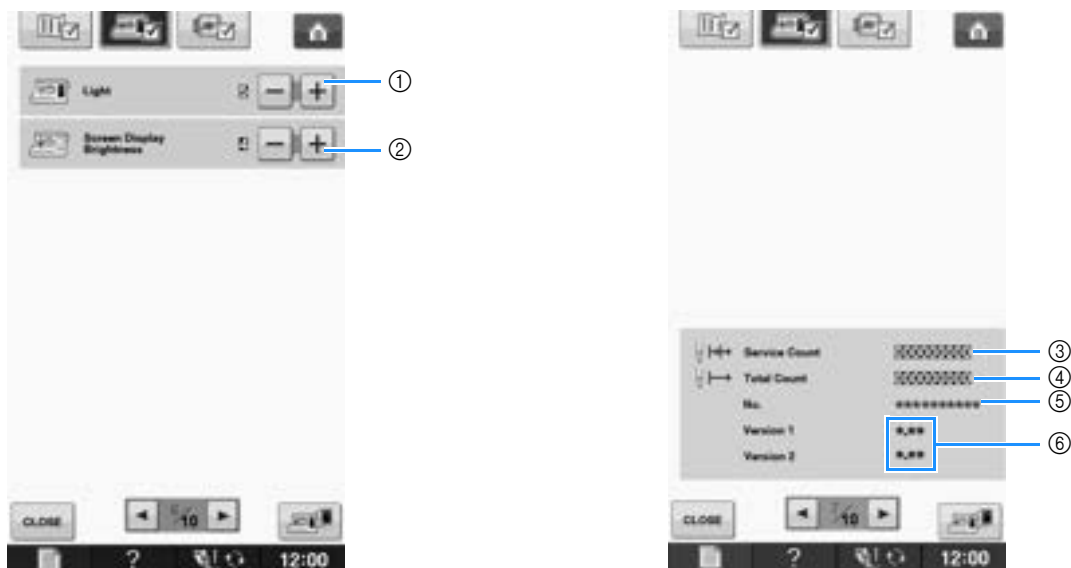 Light
①
Screen Display
Brightness
②
CLOSE
10
12:00
Service Count
③
Total Count
④
No.
**********
⑤
Version 1
*.**
⑥
Version 2
*.**
CLOSE
10
?
12:00